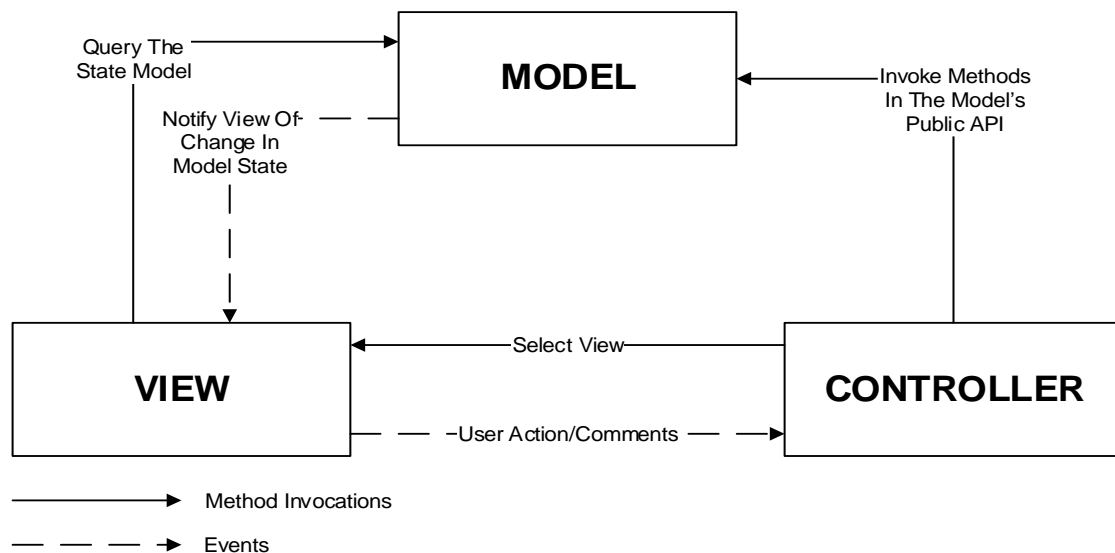 Query The
State Model
MODEL
Invoke Methods
In The Model's
Public API
Notify View Of
Change In
Model State
Select View
VIEW
CONTROLLER
User Action/Comments
Method Invocations
Events